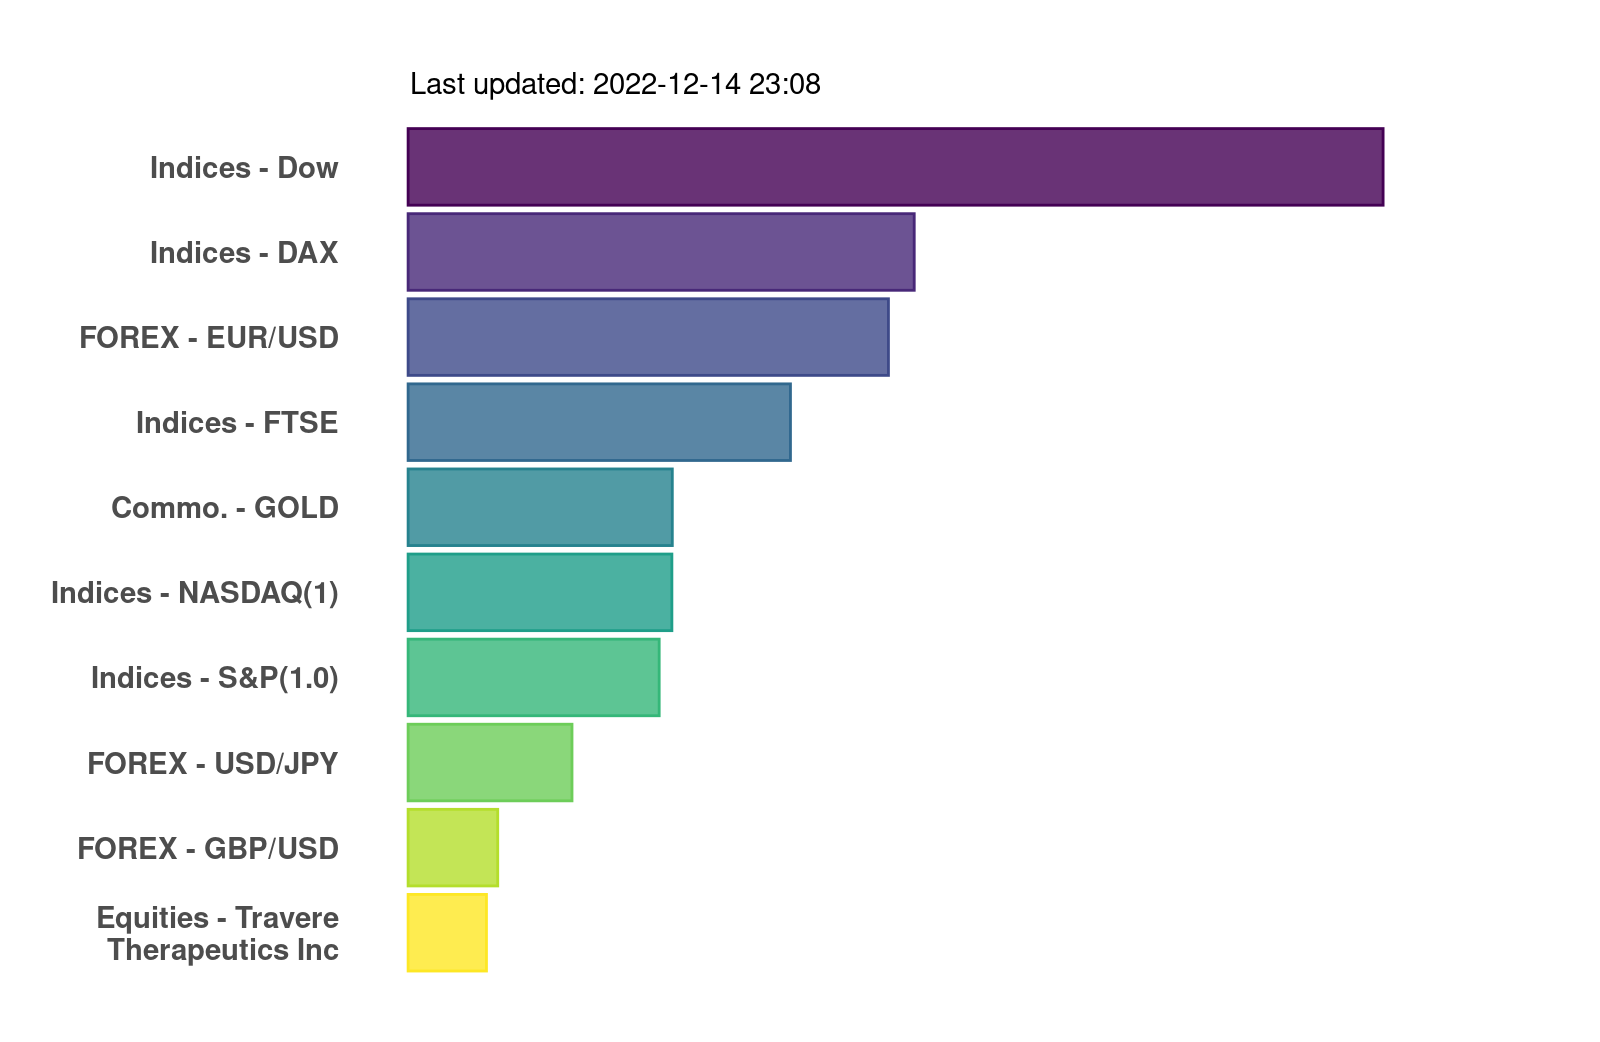 Last updated: 2022-12-14 23:08
Indices - Dow
Indices - DAX
FOREX - EUR/USD
Indices - FTSE
Commo. - GOLD
Indices - NASDAQ(1)
Indices - S&P(1.0)
FOREX - USD/JPY
FOREX - GBP/USD
Equities - Travere
Therapeutics Inc